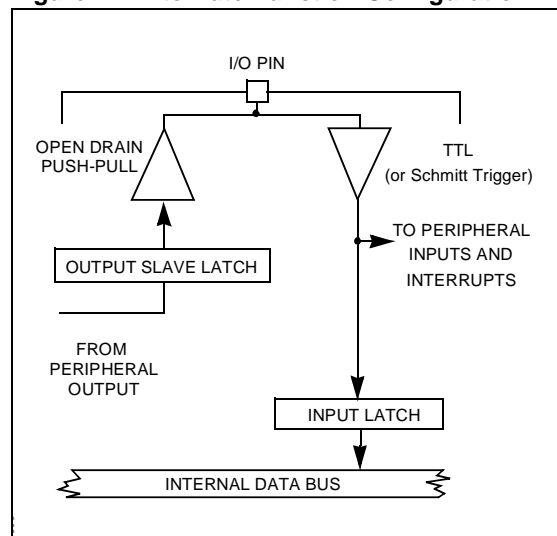 I/O PIN
OPEN DRAIN
PUSH-PULL
TTL
(or Schmitt Trigger)
TO PERIPHERAL
INPUTS AND
INTERRUPTS
OUTPUT SLAVE LATCH
FROM
PERIPHERAL
OUTPUT
INPUT LATCH
INTERNAL DATA BUS